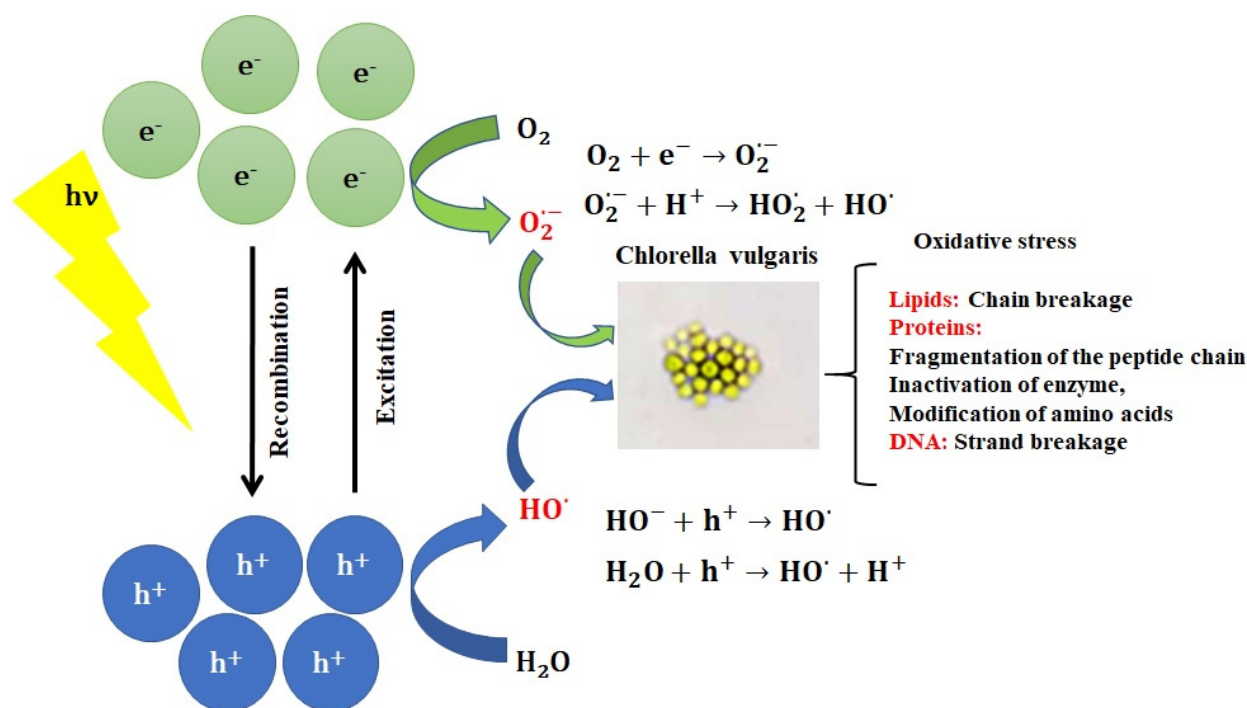 e⁻
e⁻
e⁻
e⁻
e⁻
hν
O₂
O₂˙⁻
O₂ + e⁻ → O₂˙⁻
O₂˙⁻ + H⁺ → HO₂˙ + HO˙
Recombination
Excitation
Chlorella vulgaris
Oxidative stress
Lipids: Chain breakage
Proteins:
Fragmentation of the peptide chain
Inactivation of enzyme,
Modification of amino acids
DNA: Strand breakage
HO˙
HO⁻ + h⁺ → HO˙
H₂O + h⁺ → HO˙ + H⁺
h⁺
h⁺
h⁺
h⁺
h⁺
H₂O